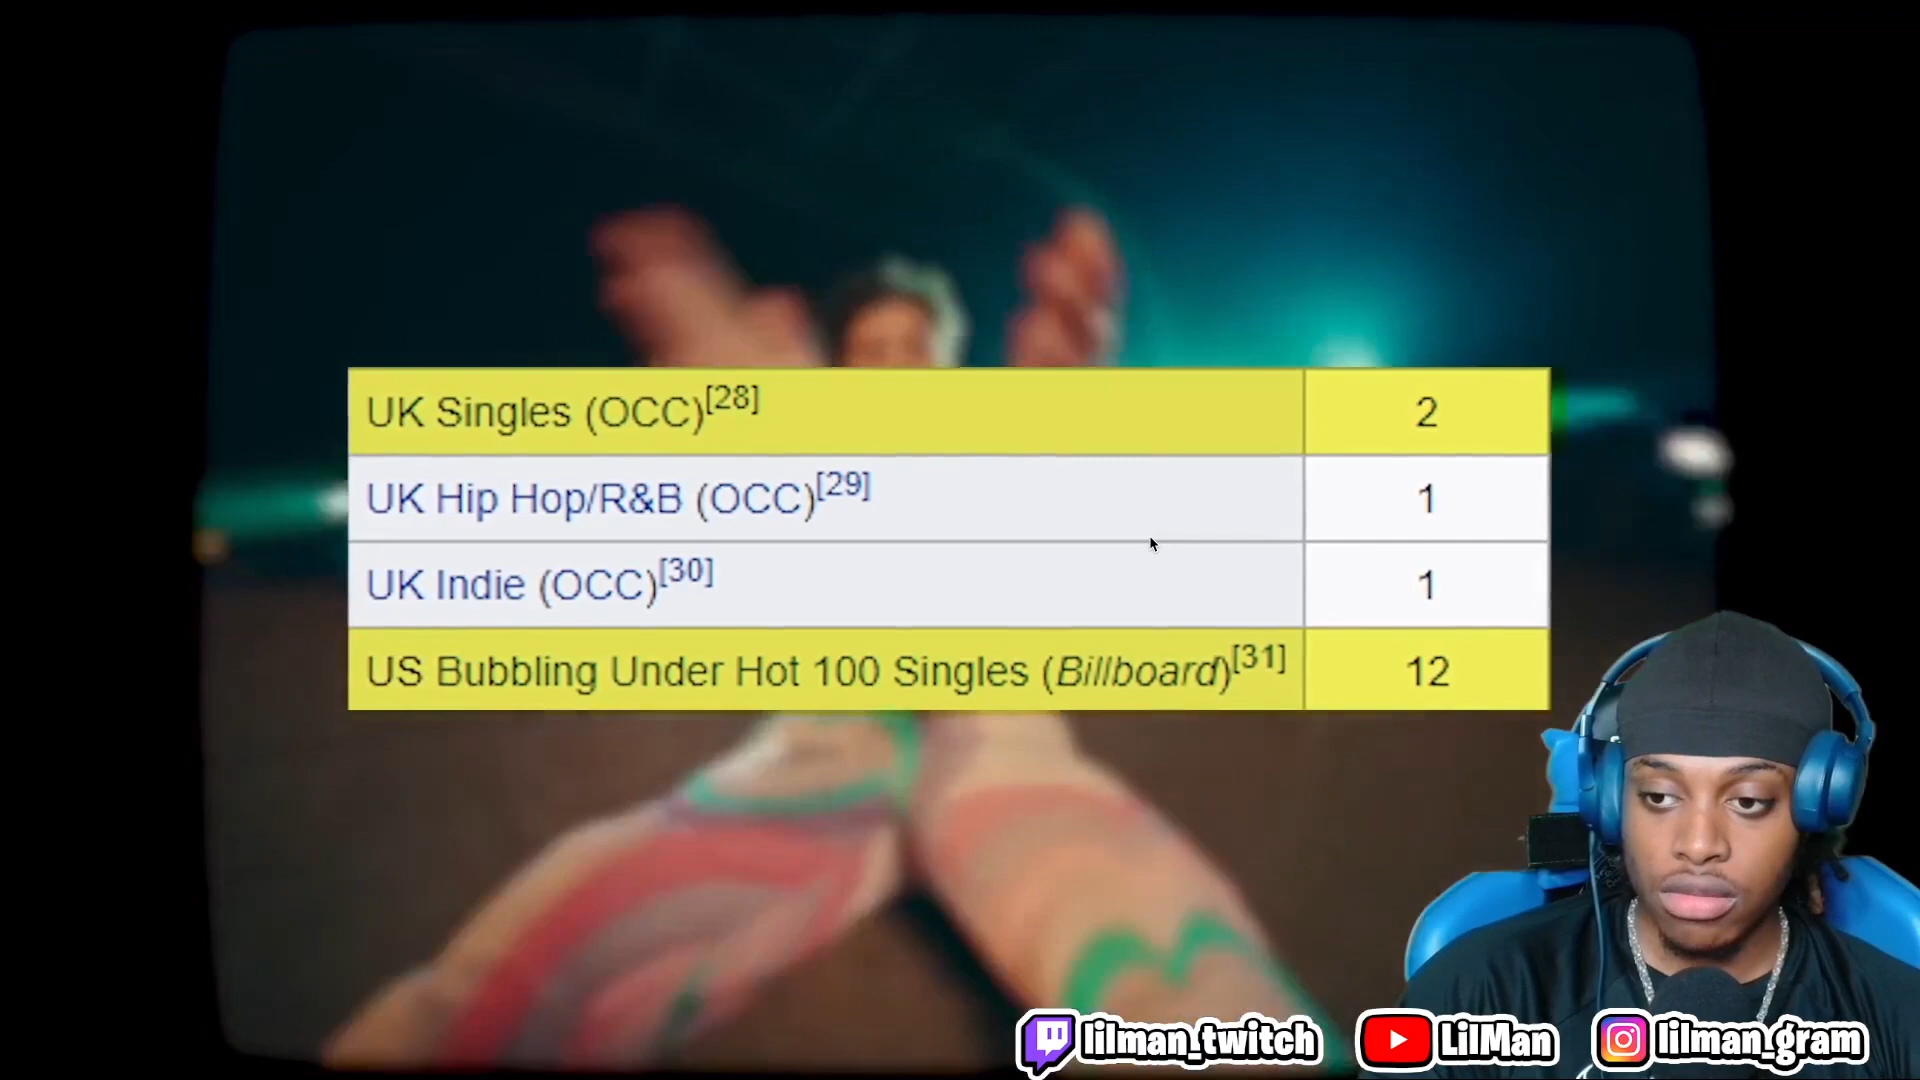 UK Singles (OCC)[28] 2
UK Hip Hop/R&B (OCC)[29] 1
UK Indie (OCC)[30] 1
US Bubbling Under Hot 100 Singles (Billboard)[31] 12
lilman_twitch LilMan lilman_gram